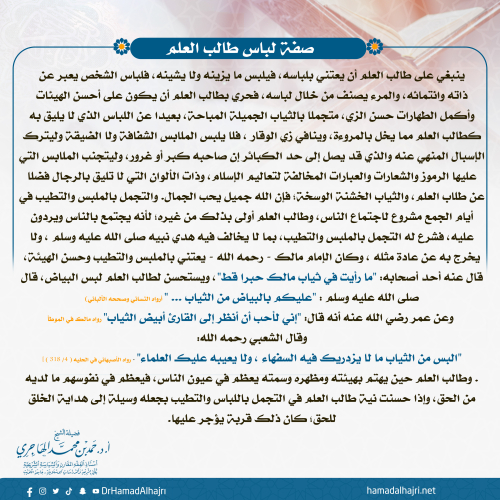 صفة لباس طالب العلم
ينبغي على طالب العلم أن يعتني بلباسه، فيلبس ما يزينه ولا يشينه، فلباس الشخص يعبر عن
ذاته وانتمائه، والمرء يصنف من خلال لباسه، فحري بطالب العلم أن يكون على أحسن الهيئات
وأكمل الطهارات حسن الزي، متجملا بالثياب الجميلة المباحة، بعيدا عن اللباس الذي لا يليق به
كطالب العلم مما يخل بالمروءة، وينافي زي الوقار ، فلا يلبس الملابس الشفافة ولا الضيقة وليترك
الإسبال المنهي عنه والذي قد يصل إلى حد الكبائر إن صاحبه كبر أو غرور، وليتجنب الملابس التي
عليها الرموز والشعارات والعبارات المخالفة لتعاليم الإسلام، وذات الألوان التي لا تليق بالرجال فضلا
عن طلاب العلم، والثياب الخشنة الوسخة؛ فإن الله جميل يحب الجمال. والتجمل بالملبس والتطيب في
أيام الجمع مشروع لاجتماع الناس، وطالب العلم أولى بذلك من غيره؛ لأنه يجتمع بالناس ويردون
عليه، فشرع له التجمل بالملبس والتطيب، بما لا يخالف فيه هدي نبيه صلى الله عليه وسلم ، ولا
يخرج به عن عادة مثله ، وكان الإمام مالك - رحمه الله - يعتني بالملبس والتطيب وحسن الهيئة،
قال عنه أحد أصحابه: "ما رأيت في ثياب مالك حبرا قط" ، ويستحسن لطالب العلم لبس البياض، قال
صلى الله عليه وسلم : "عليكم بالبياض من الثياب ... " (رواه النسائي وصححه الألباني)
وعن عمر رضي الله عنه أنه قال: "إني لأحب أن أنظر إلى القارئ أبيض الثياب" رواه مالك في الموطأ
وقال الشعبي رحمه الله:
"البس من الثياب ما لا يزدريك فيه السفهاء ، ولا يعيبه عليك العلماء" - رواه الأصبهاني في الحلية (4/ 318)
. وطالب العلم حين يهتم بهيئته ومظهره وسمته يعظم في عيون الناس، فيعظم في نفوسهم ما لديه
من الحق، وإذا حسنت نية طالب العلم في التجمل باللباس والتطيب بجعله وسيلة إلى هداية الخلق
للحق؛ كان ذلك قربة يؤجر عليها.
فضيلة الشيخ
أ.د. حمد بن محمد الهاجري
DrHamadAlhajri
hamadalhajri.net